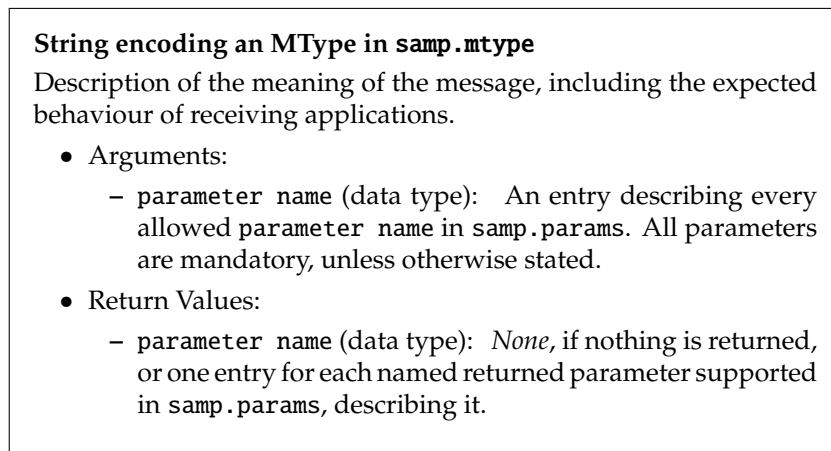 String encoding an MType in samp.mtype
Description of the meaning of the message, including the expected
behaviour of receiving applications.
• Arguments:
– parameter name (data type): An entry describing every
allowed parameter name in samp.params. All parameters
are mandatory, unless otherwise stated.
• Return Values:
– parameter name (data type): None, if nothing is returned,
or one entry for each named returned parameter supported
in samp.params, describing it.